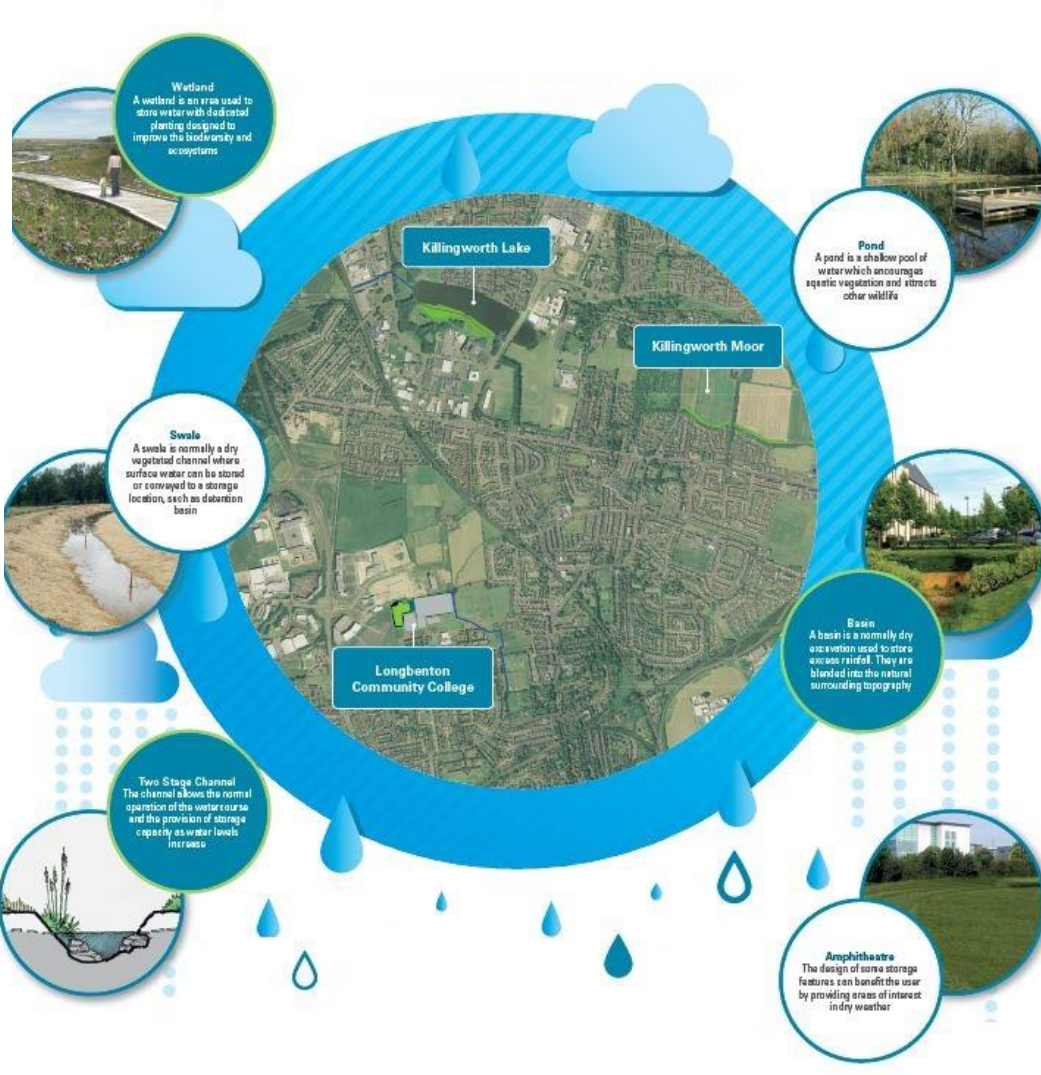 Wetland
A wetland is an area used to
store water with dedicated
planting designed to
improve the biodiversity and
ecosystems
Pond
A pond is a shallow pool of
water which encourages
aquatic vegetation and attracts
other wildlife
Killingworth Lake
Killingworth Moor
Swale
A swale is normally a dry
vegetated channel where
surface water can be stored
or conveyed to a storage
location, such as detention
basin
Basin
A basin is a normally dry
excavation used to store
excess rainfall. They are
blended into the natural
surrounding topography
Longbenton
Community College
Two Stage Channel
The channel allows the normal
operation of the watercourse
and the provision of storage
capacity as water levels
increase
Amphitheatre
The design of some storage
features can benefit the user
by providing areas of interest
in dry weather